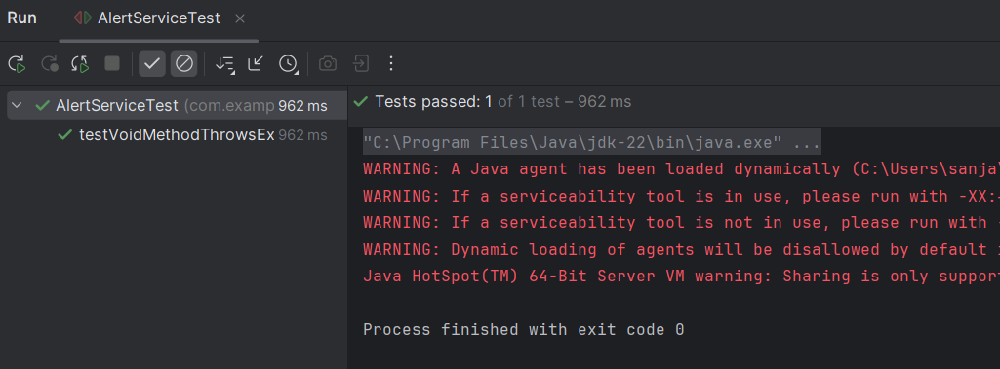 Run AlertServiceTest
AlertServiceTest (com.examp 962 ms
testVoidMethodThrowsEx 962 ms
Tests passed: 1 of 1 test – 962 ms
"C:\Program Files\Java\jdk-22\bin\java.exe" ...
WARNING: A Java agent has been loaded dynamically (C:\Users\sanja\
WARNING: If a serviceability tool is in use, please run with -XX:
WARNING: If a serviceability tool is not in use, please run with -
WARNING: Dynamic loading of agents will be disallowed by default
Java HotSpot(TM) 64-Bit Server VM warning: Sharing is only suppor
Process finished with exit code 0